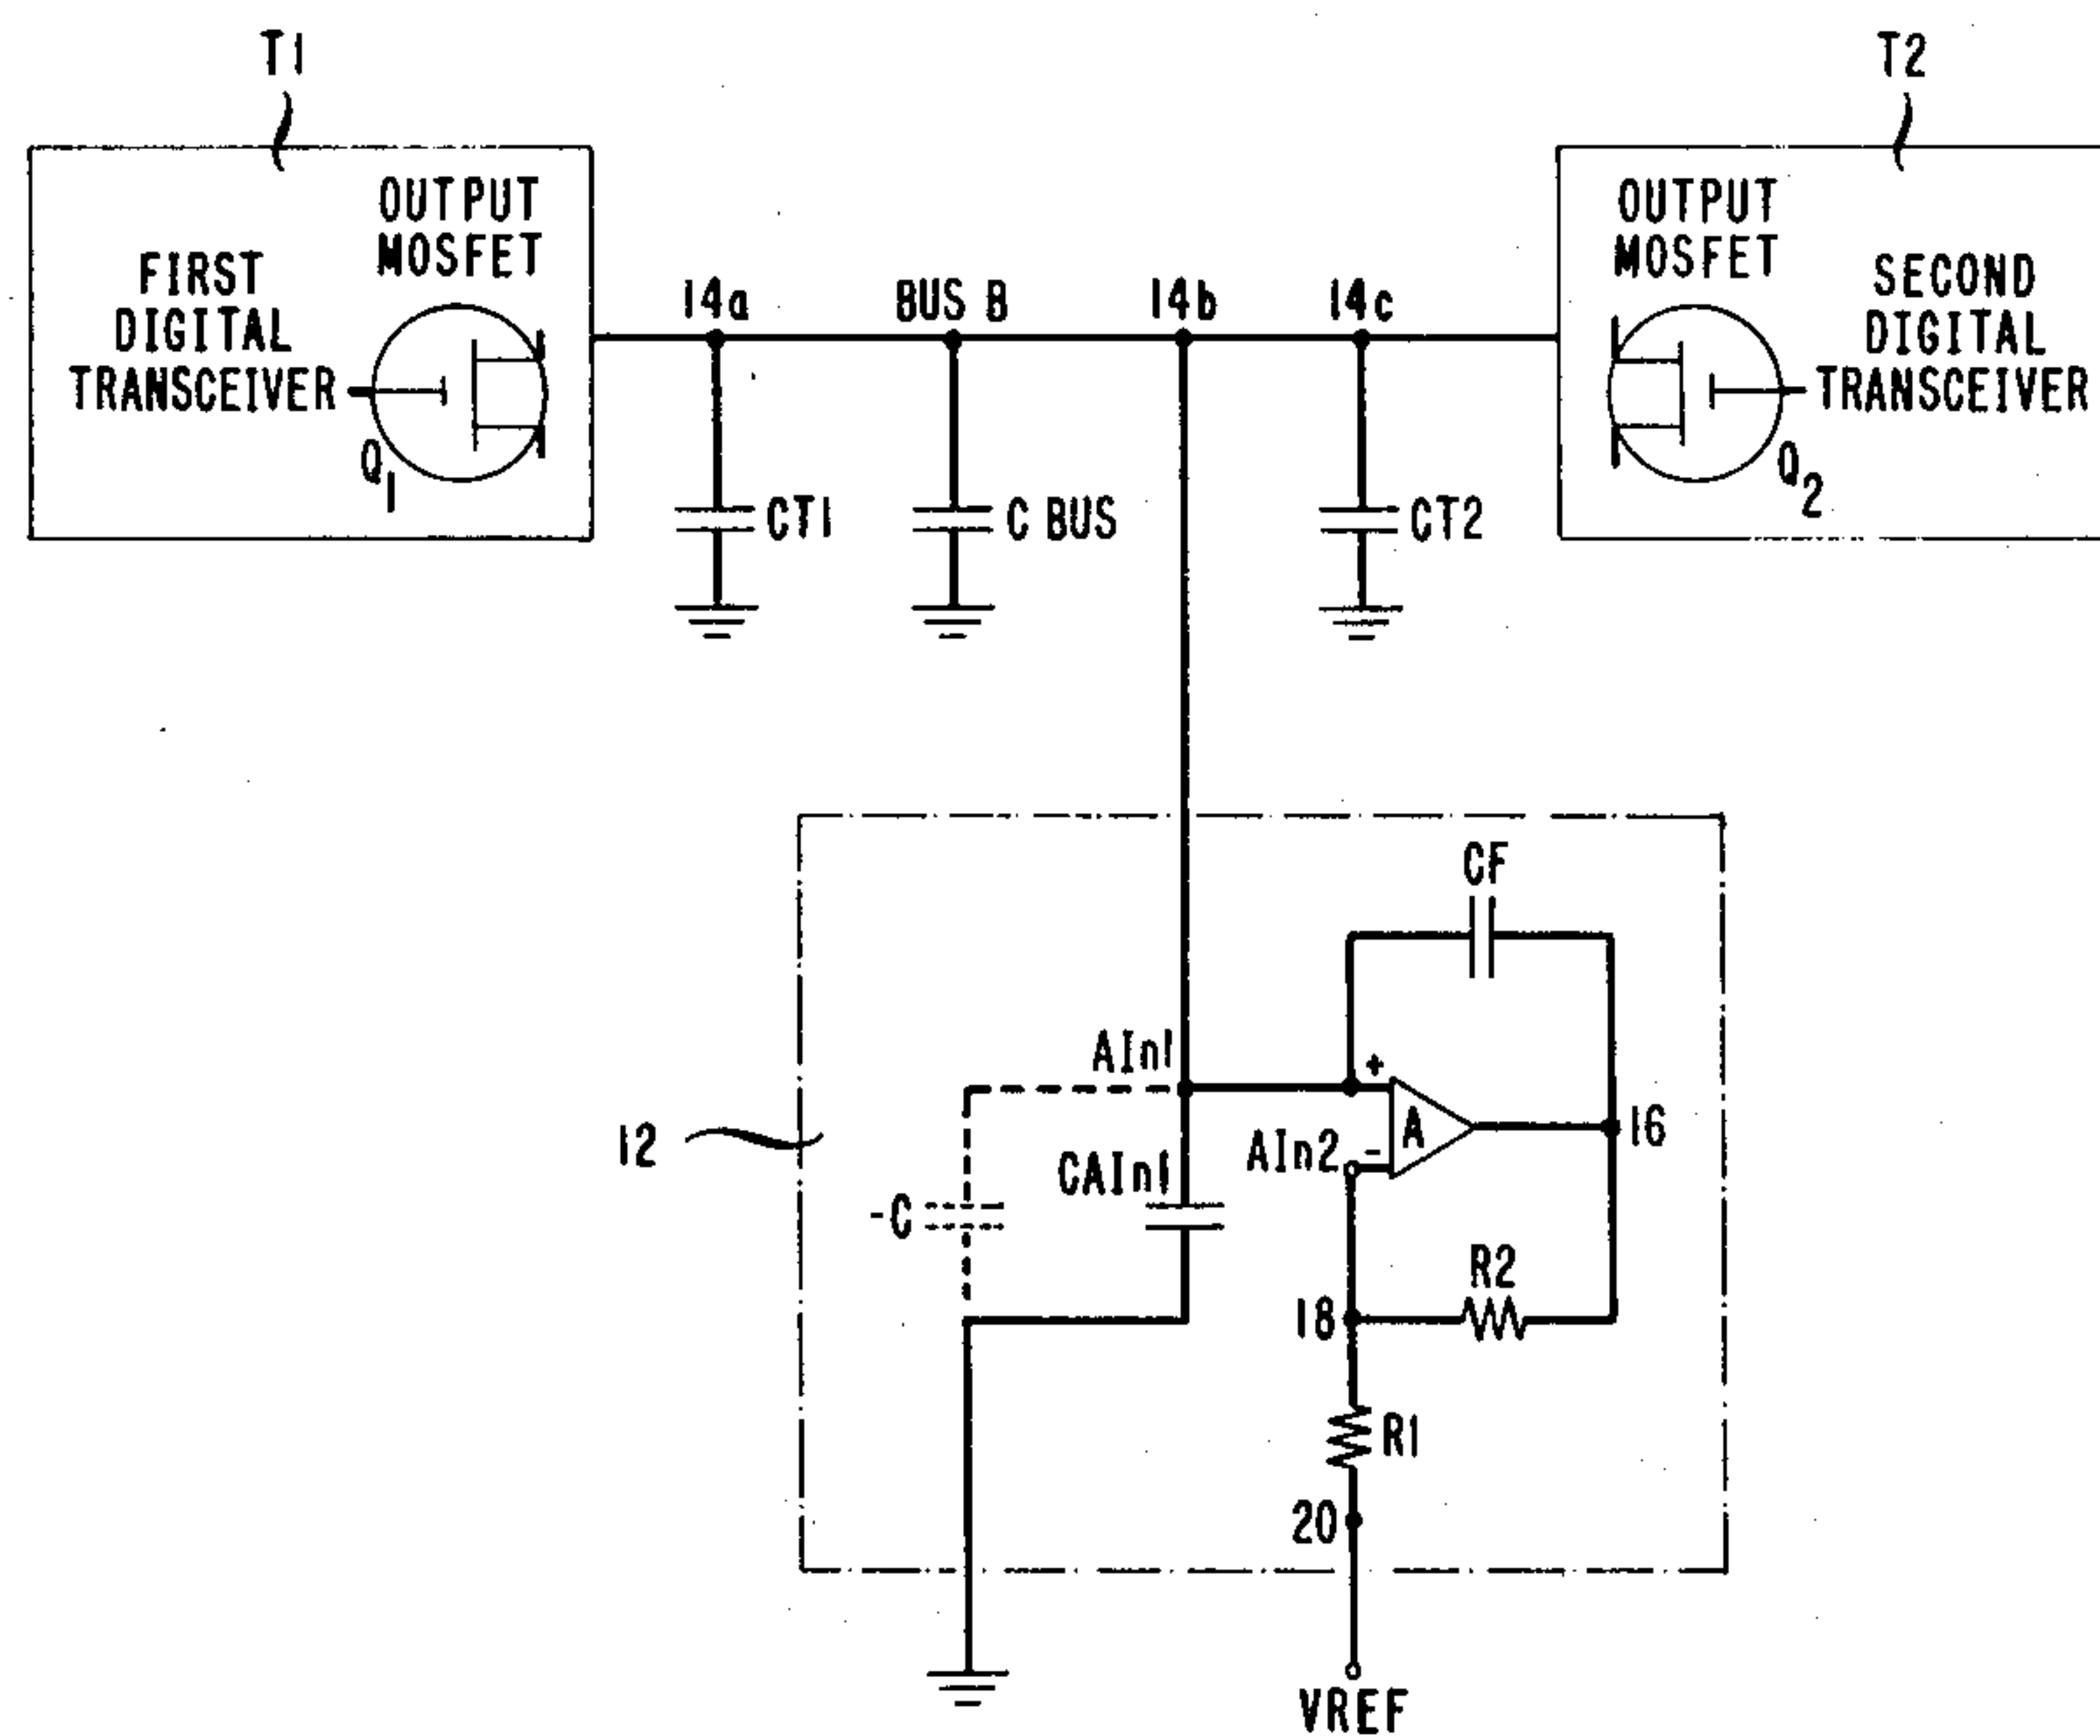 T1
T2
OUTPUT
MOSFET
FIRST
DIGITAL
TRANSCEIVER
Q1
OUTPUT
MOSFET
SECOND
DIGITAL
TRANSCEIVER
Q2
14a
BUS B
14b
14c
CT1
C BUS
CT2
CF
AIn1
+
A
16
12
AIn2
-
CAIn1
-C
R2
18
R1
20
VREF